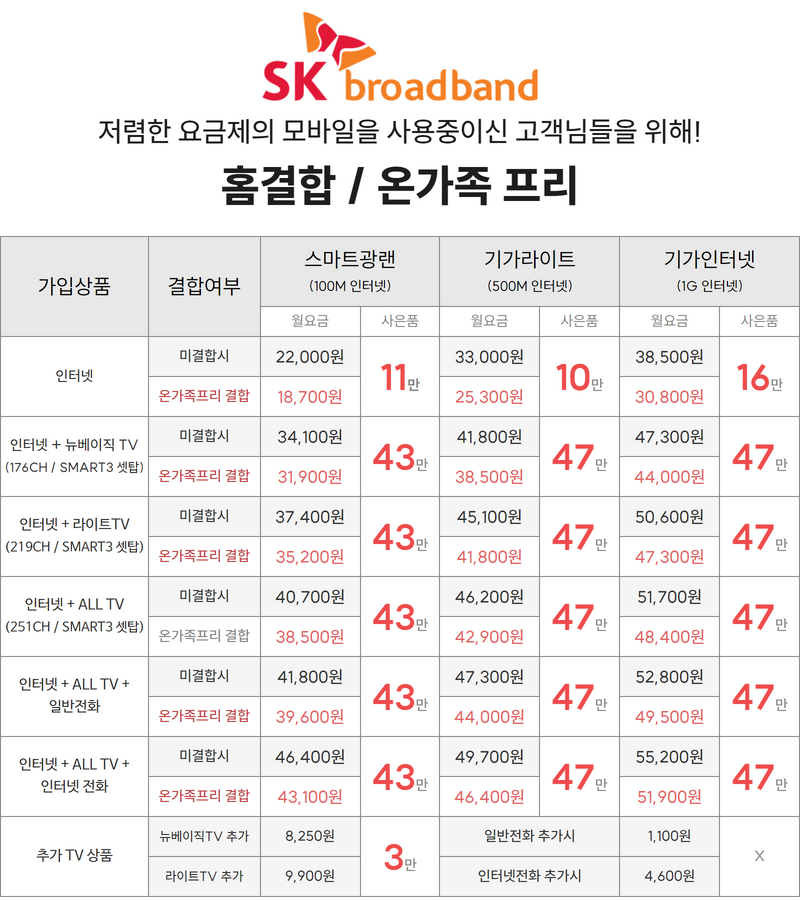 SK broadband
저렴한 요금제의 모바일을 사용중이신 고객님들을 위해!
홈결합 / 온가족 프리
가입상품 결합여부 스마트광랜 기가라이트 기가인터넷
(100M 인터넷) (500M 인터넷) (1G 인터넷)
월요금 사은품 월요금 사은품 월요금 사은품
인터넷
미결합시 22,000원 11만 33,000원 10만 38,500원 16만
온가족프리 결합 18,700원 25,300원 30,800원
인터넷 + 뉴베이직 TV
(176CH / SMART3 셋탑)
미결합시 34,100원 43만 41,800원 47만 47,300원 47만
온가족프리 결합 31,900원 38,500원 44,000원
인터넷 + 라이트TV
(219CH / SMART3 셋탑)
미결합시 37,400원 43만 45,100원 47만 50,600원 47만
온가족프리 결합 35,200원 41,800원 47,300원
인터넷 + ALL TV
(251CH / SMART3 셋탑)
미결합시 40,700원 43만 46,200원 47만 51,700원 47만
온가족프리 결합 38,500원 42,900원 48,400원
인터넷 + ALL TV +
일반전화
미결합시 41,800원 43만 47,300원 47만 52,800원 47만
온가족프리 결합 39,600원 44,000원 49,500원
인터넷 + ALL TV +
인터넷 전화
미결합시 46,400원 43만 49,700원 47만 55,200원 47만
온가족프리 결합 43,100원 46,400원 51,900원
추가 TV 상품
뉴베이직TV 추가 8,250원 3만 일반전화 추가시 1,100원 X
라이트TV 추가 9,900원 인터넷전화 추가시 4,600원